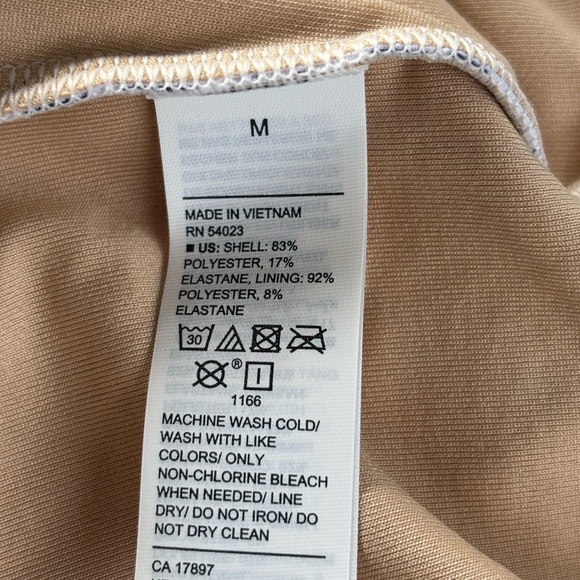 M
MADE IN VIETNAM
RN 54023
■ US: SHELL: 83%
POLYESTER, 17%
ELASTANE, LINING: 92%
POLYESTER, 8%
ELASTANE
30
®
1166
MACHINE WASH COLD/
WASH WITH LIKE
COLORS/ ONLY
NON-CHLORINE BLEACH
WHEN NEEDED/ LINE
DRY/ DO NOT IRON/ DO
NOT DRY CLEAN
CA 17897